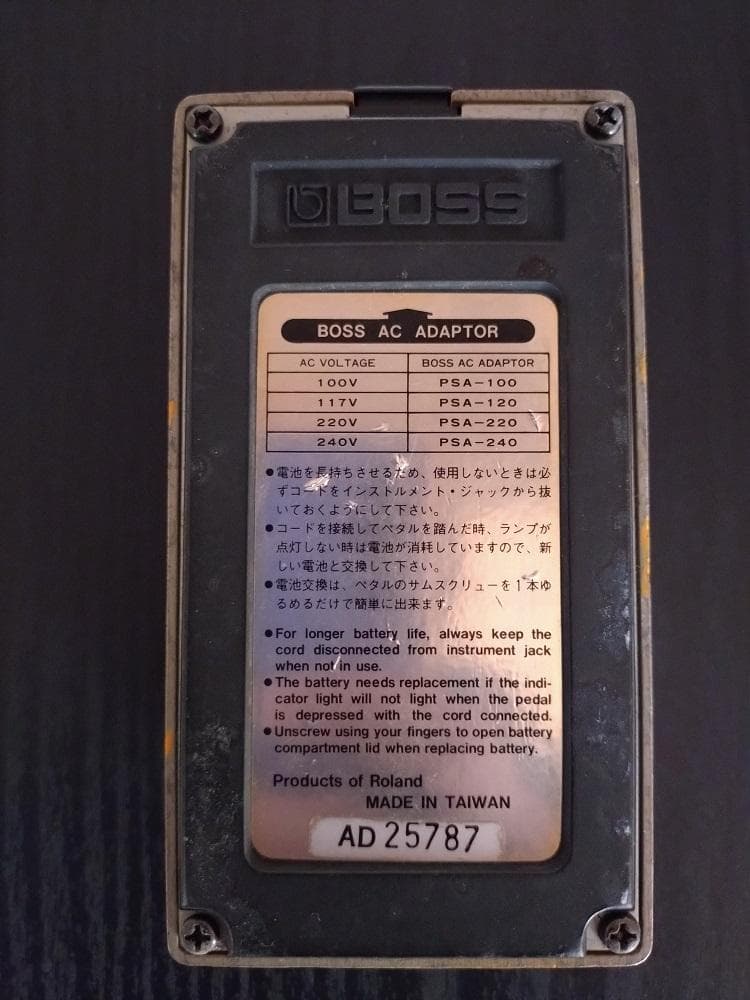 BOSS
BOSS AC ADAPTOR
AC VOLTAGE BOSS AC ADAPTOR
100V PSA-100
117V PSA-120
220V PSA-220
240V PSA-240
●電池を長持ちさせるため、使用しないときは必
ずコードをインストルメント・ジャックから抜
いておくようにして下さい。
●コードを接続してペタルを踏んだ時、ランプが
点灯しない時は電池が消耗していますので、新
しい電池と交換して下さい。
●電池交換は、ペタルのサムスクリューを1本ゆ
るめるだけで簡単に出来ます。
●For longer battery life, always keep the
cord disconnected from instrument jack
when not in use.
●The battery needs replacement if the indi-
cator light will not light when the pedal
is depressed with the cord connected.
●Unscrew using your fingers to open battery
compartment lid when replacing battery.
Products of Roland
MADE IN TAIWAN
AD 25787